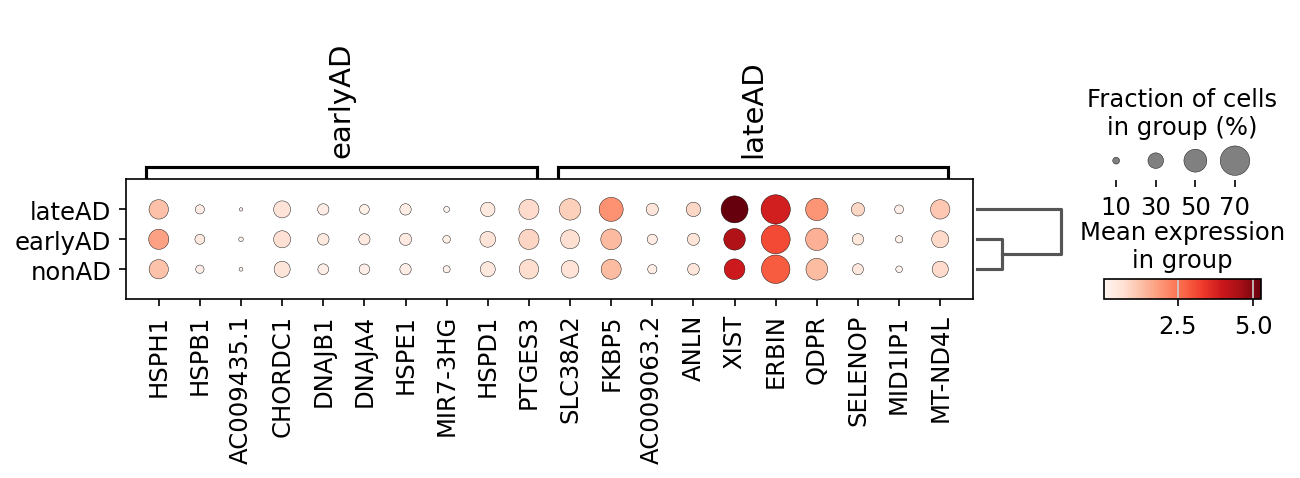 earlyAD
lateAD
lateAD
earlyAD
nonAD
HSPH1
HSPB1
AC009435.1
CHORDC1
DNAJB1
DNAJA4
HSPE1
MIR7-3HG
HSPD1
PTGES3
SLC38A2
FKBP5
AC009063.2
ANLN
XIST
ERBIN
QDPR
SELENOP
MID1IP1
MT-ND4L
Fraction of cells
in group (%)
10 30 50 70
Mean expression
in group
2.5 5.0